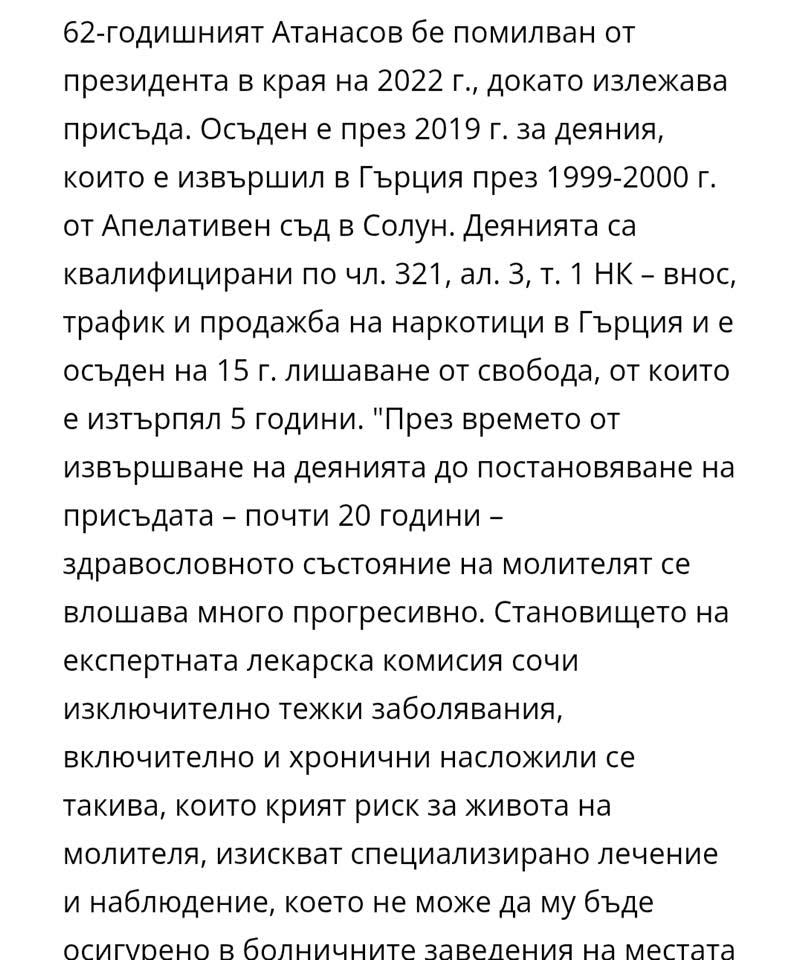 62-годишният Атанасов бе помилван от
президента в края на 2022 г., докато излежава
присъда. Осъден е през 2019 г. за деяния,
които е извършил в Гърция през 1999-2000 г.
от Апелативен съд в Солун. Деянията са
квалифицирани по чл. 321, ал. 3, т. 1 НК – внос,
трафик и продажба на наркотици в Гърция и е
осъден на 15 г. лишаване от свобода, от които
е изтърпял 5 години. "През времето от
извършване на деянията до постановяване на
присъдата – почти 20 години –
здравословното състояние на молителят се
влошава много прогресивно. Становището на
експертната лекарска комисия сочи
изключително тежки заболявания,
включително и хронични насложили се
такива, които крият риск за живота на
молителя, изискват специализирано лечение
и наблюдение, което не може да му бъде
осигурено в болничните заведения на местата